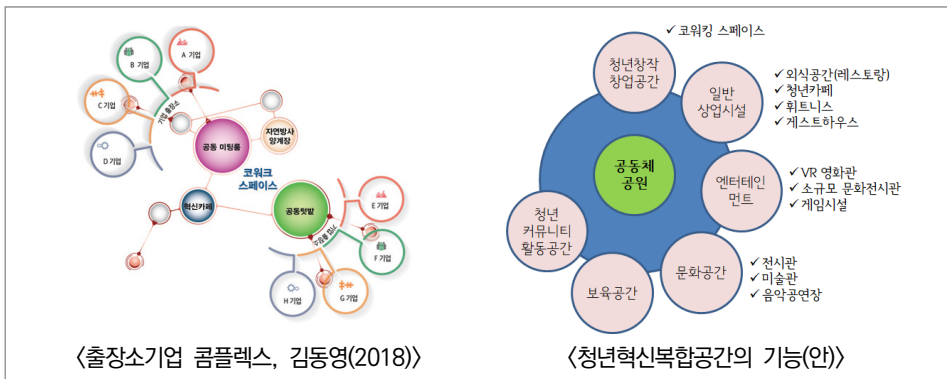 A 기업
B 기업
C 기업
D 기업
기업 출장소
공동 미팅룸
자연방사
양계장
코워크
스페이스
혁신카페
공동텃밭
기업 출장소
E 기업
F 기업
G 기업
H 기업
〈출장소기업 콤플렉스, 김동영(2018)〉
청년창작
창업공간
✓ 코워킹 스페이스
일반
상업시설
✓ 외식공간(레스토랑)
✓ 청년카페
✓ 휘트니스
✓ 게스트하우스
공동체
공원
엔터테인
먼트
✓ VR 영화관
✓ 소규모 문화전시관
✓ 게임시설
문화공간
✓ 전시관
✓ 미술관
✓ 음악공연장
보육공간
청년
커뮤니티
활동공간
〈청년혁신복합공간의 기능(안)〉